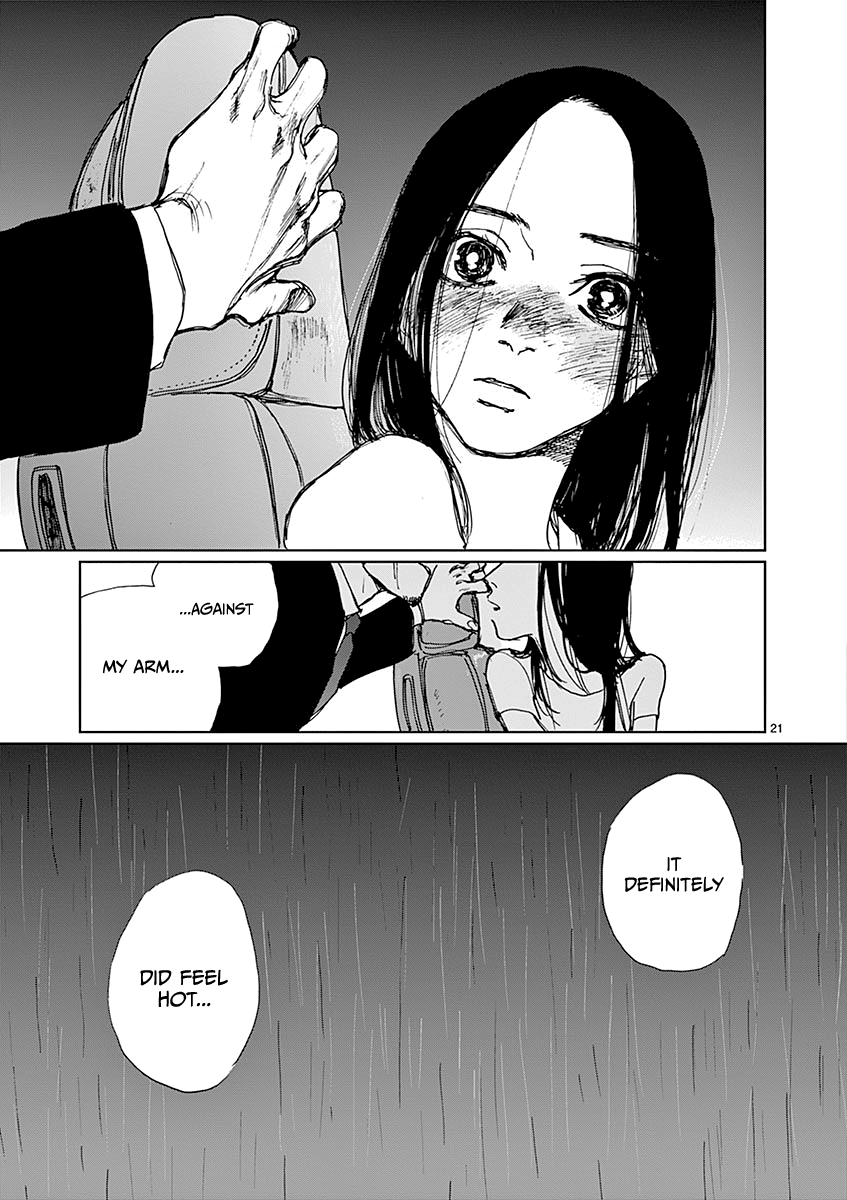 ...AGAINST
MY ARM...
21
IT
DEFINITELY
DID FEEL
HOT...